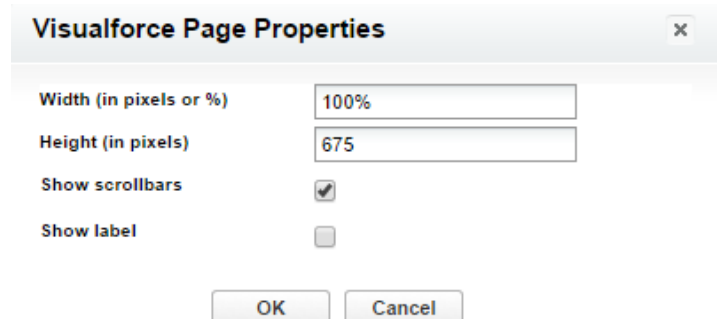 Visualforce Page Properties
Width (in pixels or %) 100%
Height (in pixels) 675
Show scrollbars
Show label
OK Cancel